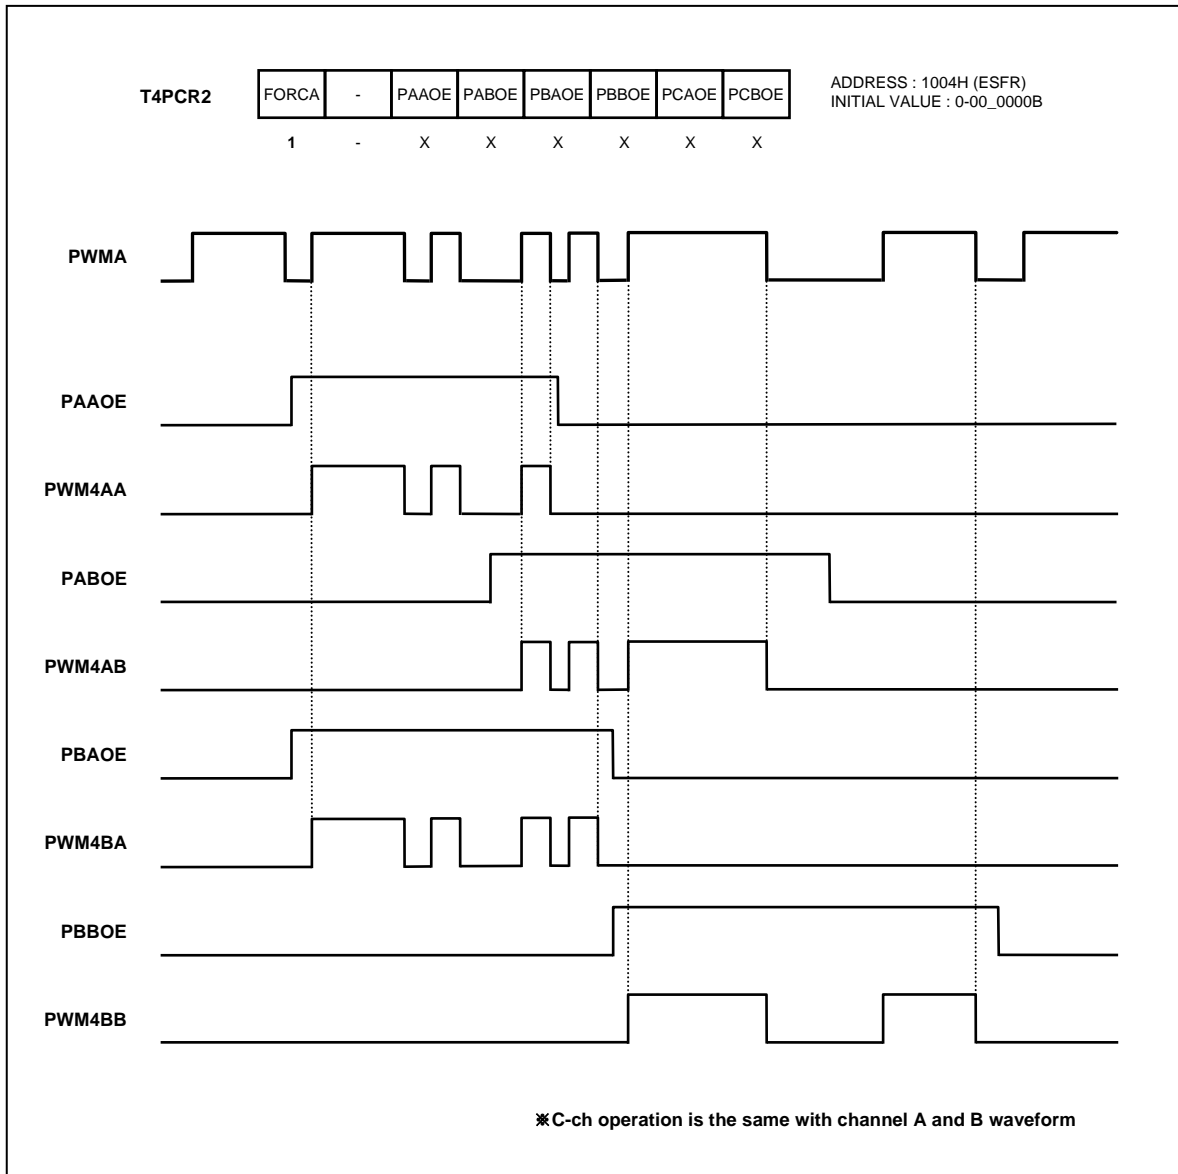 T4PCR2 FORCA - PAAOE PABOE PBAOE PBBOE PCAOE PCBOE
ADDRESS : 1004H (ESFR)
INITIAL VALUE : 0-00_0000B
1 - X X X X X X
PWMA
PAAOE
PWM4AA
PABOE
PWM4AB
PBAOE
PWM4BA
PBBOE
PWM4BB
※C-ch operation is the same with channel A and B waveform